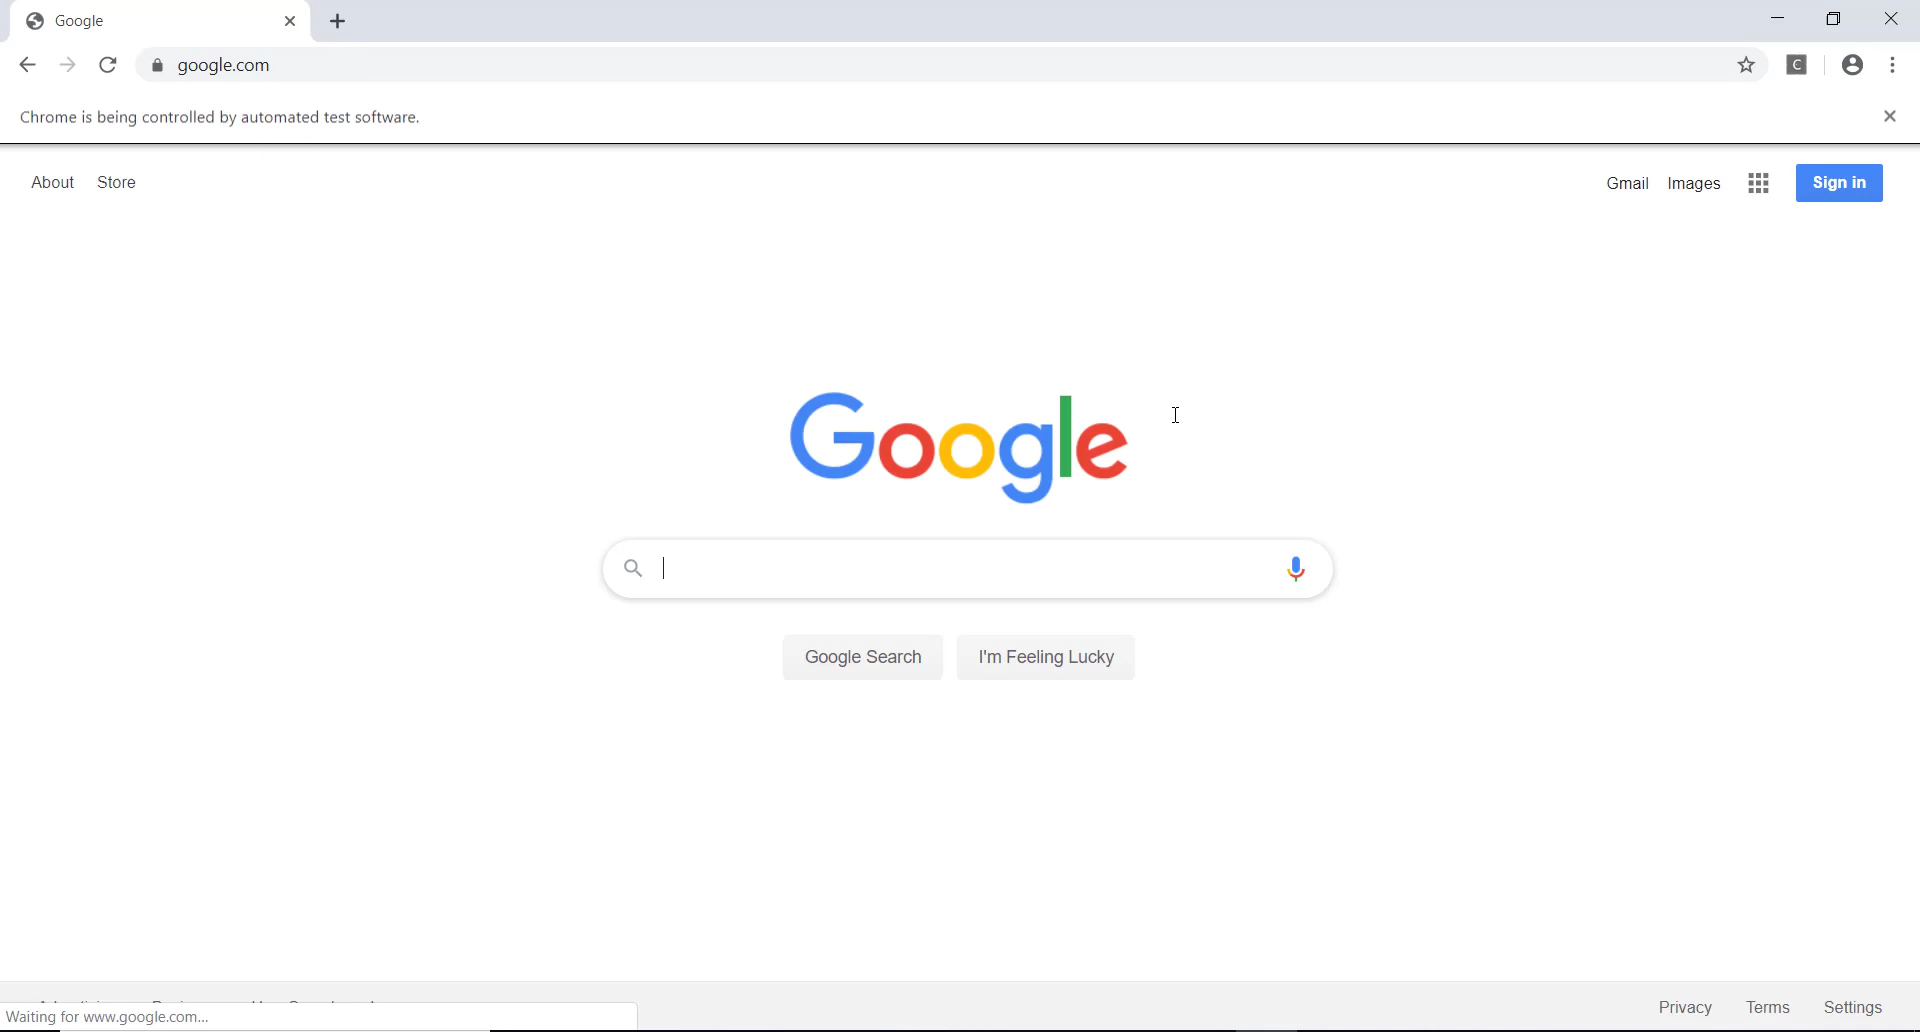 Google
google.com
C
Chrome is being controlled by automated test software.
About Store
Gmail Images Sign in
Google
Google Search I'm Feeling Lucky
Privacy Terms Settings
Waiting for www.google.com...